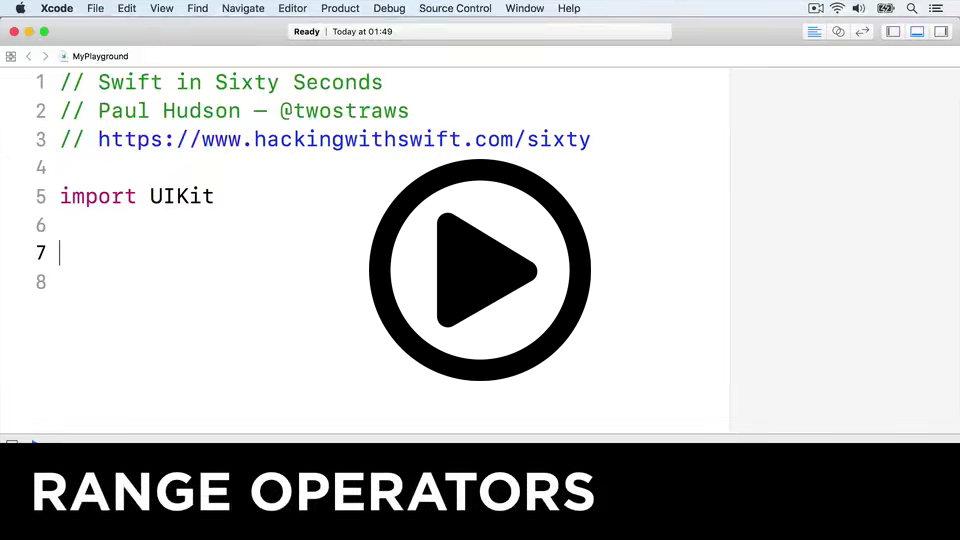 Xcode File Edit View Find Navigate Editor Product Debug Source Control Window Help
Ready | Today at 01:49
MyPlayground
1 // Swift in Sixty Seconds
2 // Paul Hudson — @twostraws
3 // https://www.hackingwithswift.com/sixty
4
5 import UIKit
6
7
8
RANGE OPERATORS